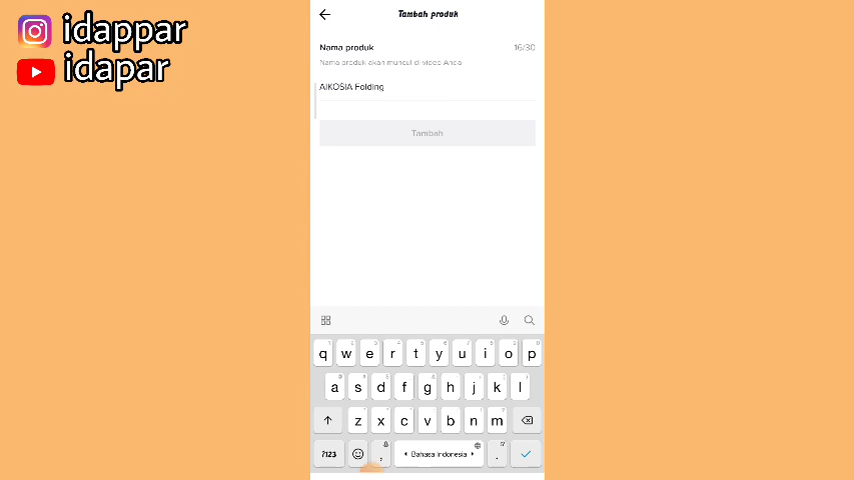 idappar
idapar
Tambah produk
Nama produk 16/30
Nama produk akan muncul di video Anda
AIKOSIA Folding
Tambah
q w e r t y u i o p
a s d f g h j k l
z x c v b n m
?123 , Bahasa Indonesia .